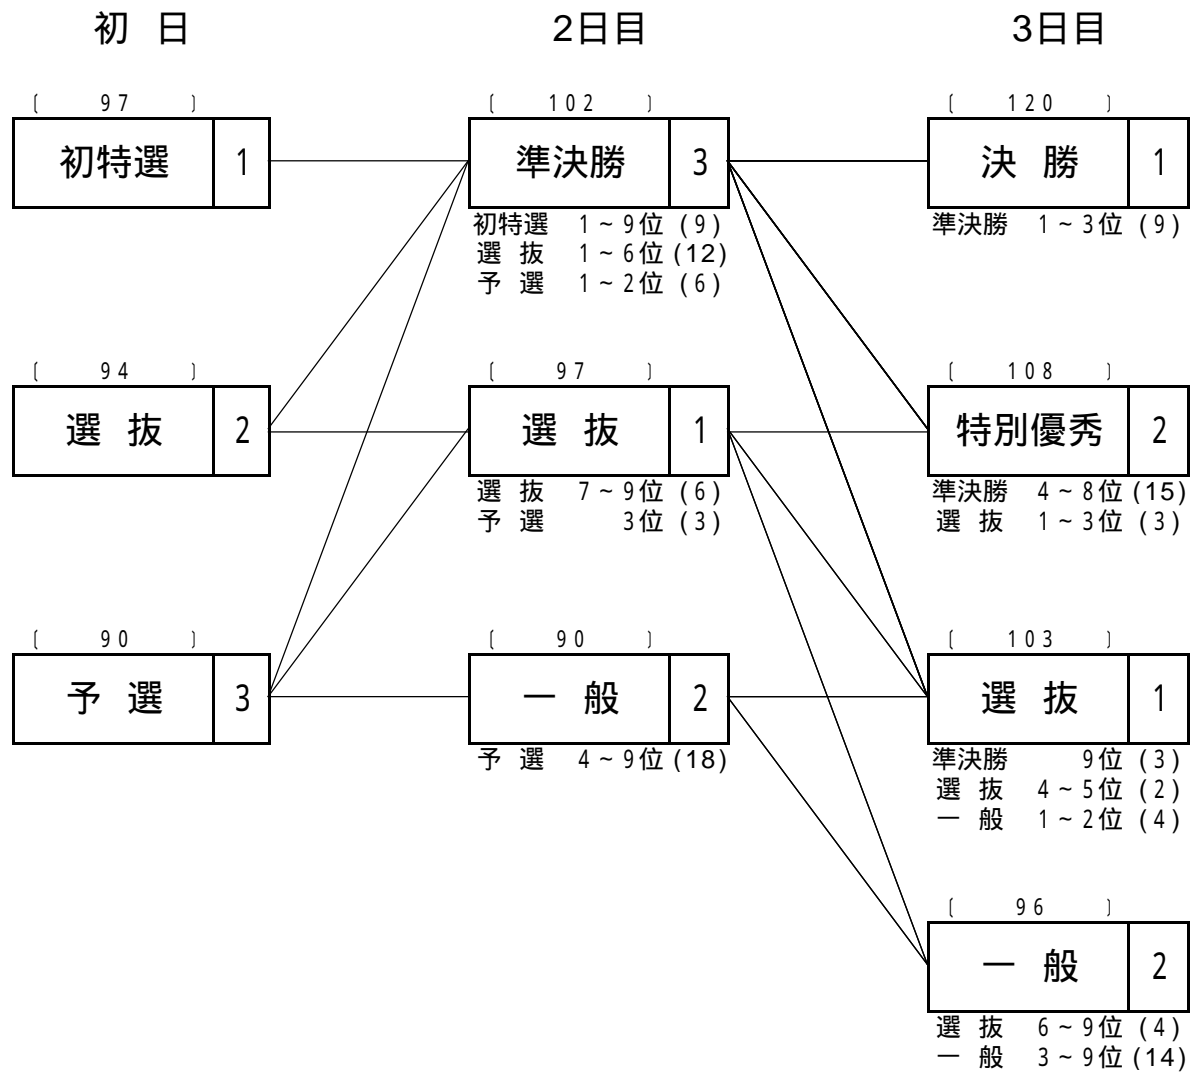 初 日 2日目 3日目
〔 97 〕 〔 102 〕 〔 120 〕
初特選 1 準決勝 3 決 勝 1
初特選 1~9位 (9) 準決勝 1~3位 (9)
選 抜 1~6位 (12)
予 選 1~2位 (6)
〔 94 〕 〔 97 〕 〔 108 〕
選 抜 2 選 抜 1 特別優秀 2
選 抜 7~9位 (6) 準決勝 4~8位 (15)
予 選 3位 (3) 選 抜 1~3位 (3)
〔 90 〕 〔 90 〕 〔 103 〕
予 選 3 一 般 2 選 抜 1
予 選 4~9位 (18) 準決勝 9位 (3)
選 抜 4~5位 (2)
一 般 1~2位 (4)
〔 96 〕
一 般 2
選 抜 6~9位 (4)
一 般 3~9位 (14)